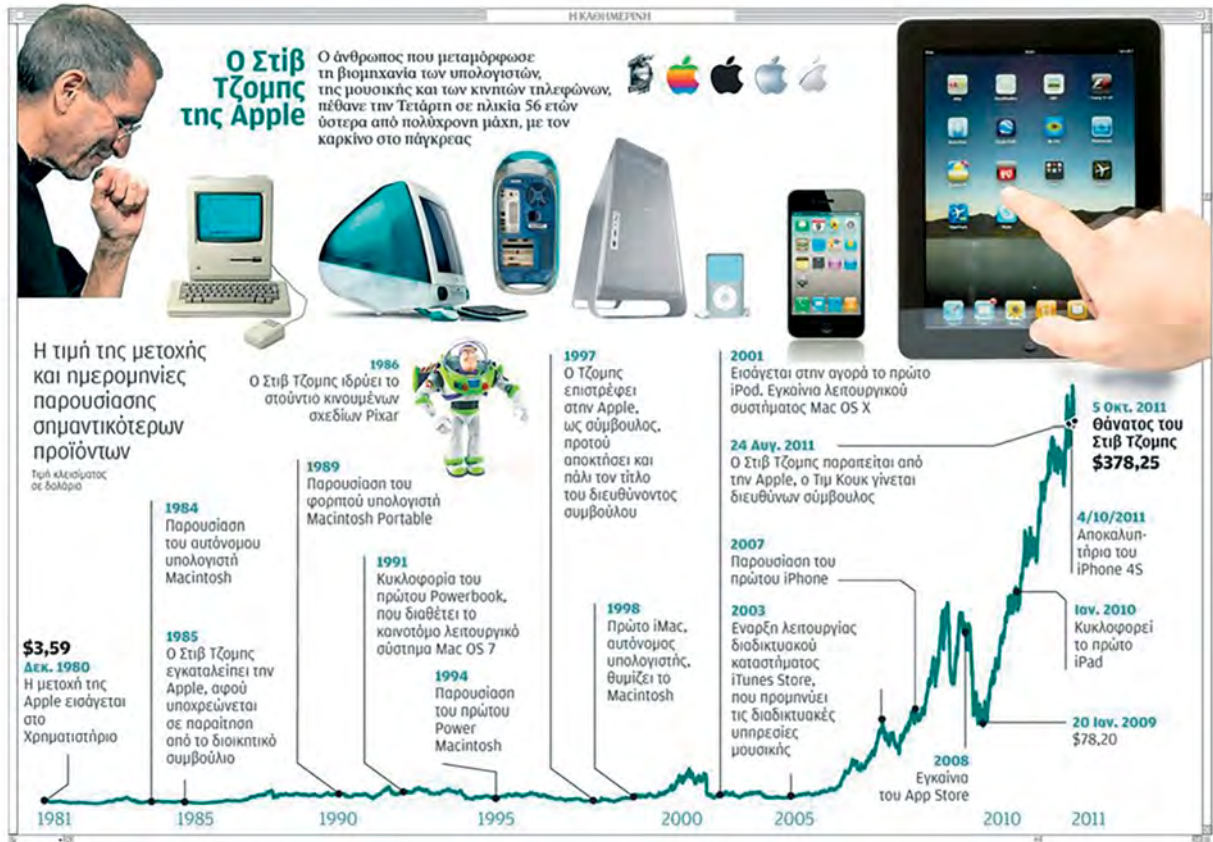 Η ΚΑΘΗΜΕΡΙΝΗ
Ο Στίβ
Τζομπς
της Apple
Ο άνθρωπος που μεταμόρφωσε
τη βιομηχανία των υπολογιστών,
της μουσικής και των κινητών τηλεφώνων,
πέθανε την Τετάρτη σε ηλικία 56 ετών
ύστερα από πολύχρονη μάχη, με τον
καρκίνο στο πάγκρεας
Η τιμή της μετοχής
και ημερομηνίες
παρουσίασης
σημαντικότερων
προϊόντων
Τιμή κλεισίματος
σε δολάρια
$3,59
Δεκ. 1980
Η μετοχή της
Apple εισάγεται
στο
Χρηματιστήριο
1984
Παρουσίαση
του αυτόνομου
υπολογιστή
Macintosh
1985
Ο Στιβ Τζομπς
εγκαταλείπει την
Apple, αφού
υποχρεώνεται
σε παραίτηση
από το διοικητικό
συμβούλιο
1986
Ο Στιβ Τζομπς ιδρύει το
στούντιο κινουμένων
σχεδίων Pixar
1989
Παρουσίαση του
φορητού υπολογιστή
Macintosh Portable
1991
Κυκλοφορία του
πρώτου Powerbook,
που διαθέτει το
καινοτόμο λειτουργικό
σύστημα Mac OS 7
1994
Παρουσίαση
του πρώτου
Power
Macintosh
1997
Ο Τζομπς
επιστρέφει
στην Apple,
ως σύμβουλος,
προτού
αποκτήσει και
πάλι τον τίτλο
του διευθύνοντος
συμβούλου
1998
Πρώτο iMac,
αυτόνομος
υπολογιστής,
θυμίζει το
Macintosh
2001
Εισάγεται στην αγορά το πρώτο
iPod. Εγκαίνια λειτουργικού
συστήματος Mac OS X
24 Αυγ. 2011
Ο Στιβ Τζομπς παραιτείται από
την Apple, ο Τιμ Κουκ γίνεται
διευθύνων σύμβουλος
2007
Παρουσίαση του
πρώτου iPhone
2003
Εναρξη λειτουργίας
διαδικτυακού
καταστήματος
iTunes Store,
που προμηνύει
τις διαδικτυακές
υπηρεσίες
μουσικής
2008
Εγκαίνια
του App Store
5 Οκτ. 2011
Θάνατος του
Στιβ Τζομπς
$378,25
4/10/2011
Αποκαλυπ-
τήρια του
iPhone 4S
Ιαν. 2010
Κυκλοφορεί
το πρώτο
iPad
20 Ιαν. 2009
$78,20
1981
1985
1990
1995
2000
2005
2010
2011